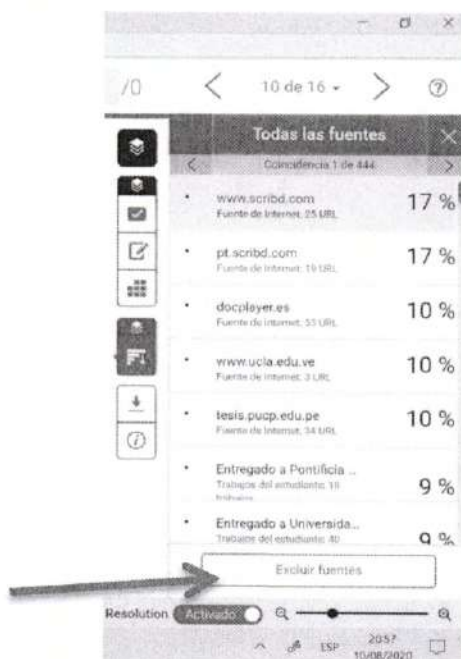 /0
10 de 16
Todas las fuentes
Coincidencia 1 de 444
www.scribd.com
17 %
Fuente de Internet: 25 URL
pt.scribd.com
17 %
Fuente de Internet: 19 URL
docplayer.es
10 %
Fuente de Internet: 53 URL
www.ucla.edu.ve
10 %
Fuente de Internet: 3 URL
tesis.pucp.edu.pe
10 %
Fuente de Internet: 34 URL
Entregado a Pontificia ...
9 %
Trabajos del estudiante: 18
trabajos
Entregado a Universida...
9 %
Trabajos del estudiante: 40
Excluir fuentes
Resolution
Activado
ESP
20:57
10/08/2020